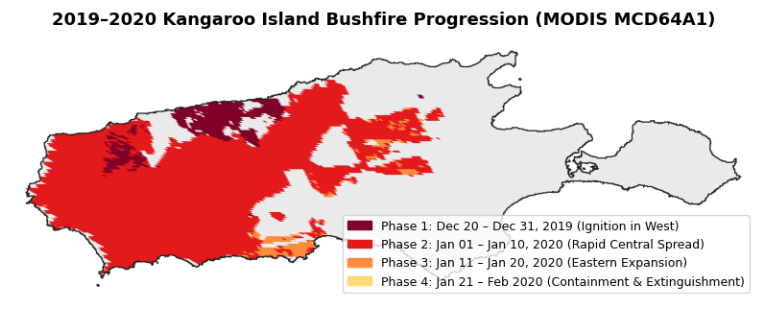 2019–2020 Kangaroo Island Bushfire Progression (MODIS MCD64A1)
Phase 1: Dec 20 – Dec 31, 2019 (Ignition in West)
Phase 2: Jan 01 – Jan 10, 2020 (Rapid Central Spread)
Phase 3: Jan 11 – Jan 20, 2020 (Eastern Expansion)
Phase 4: Jan 21 – Feb 2020 (Containment & Extinguishment)